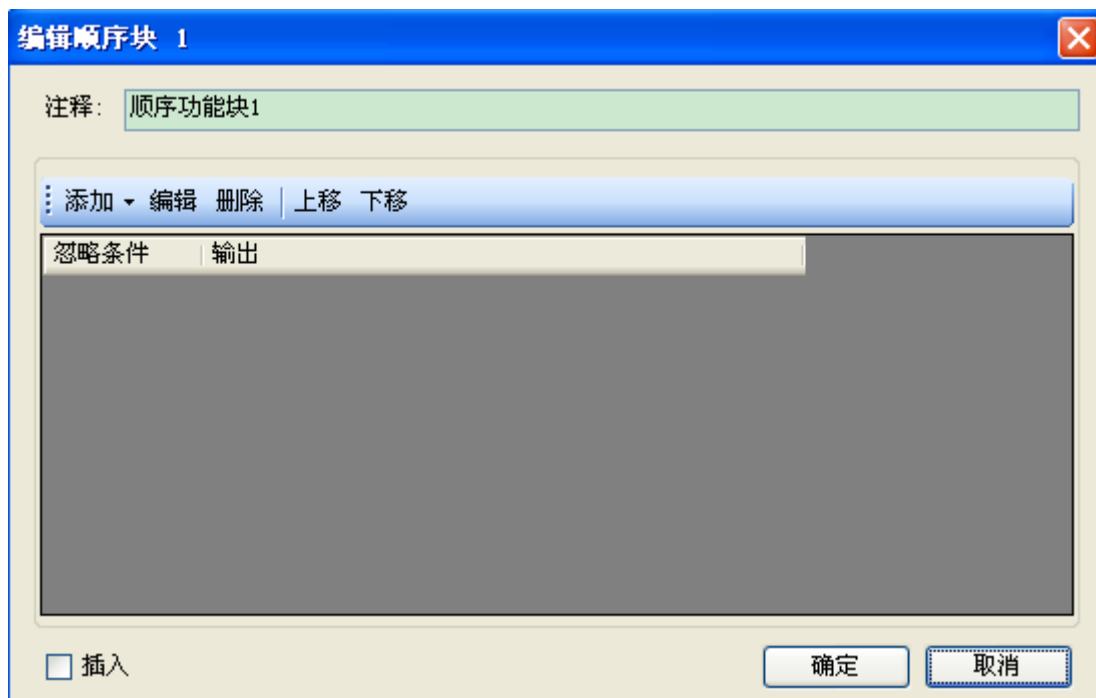 编辑顺序块 1
注释: 顺序功能块1
添加 编辑 删除 上移 下移
忽略条件 输出
插入 确定 取消